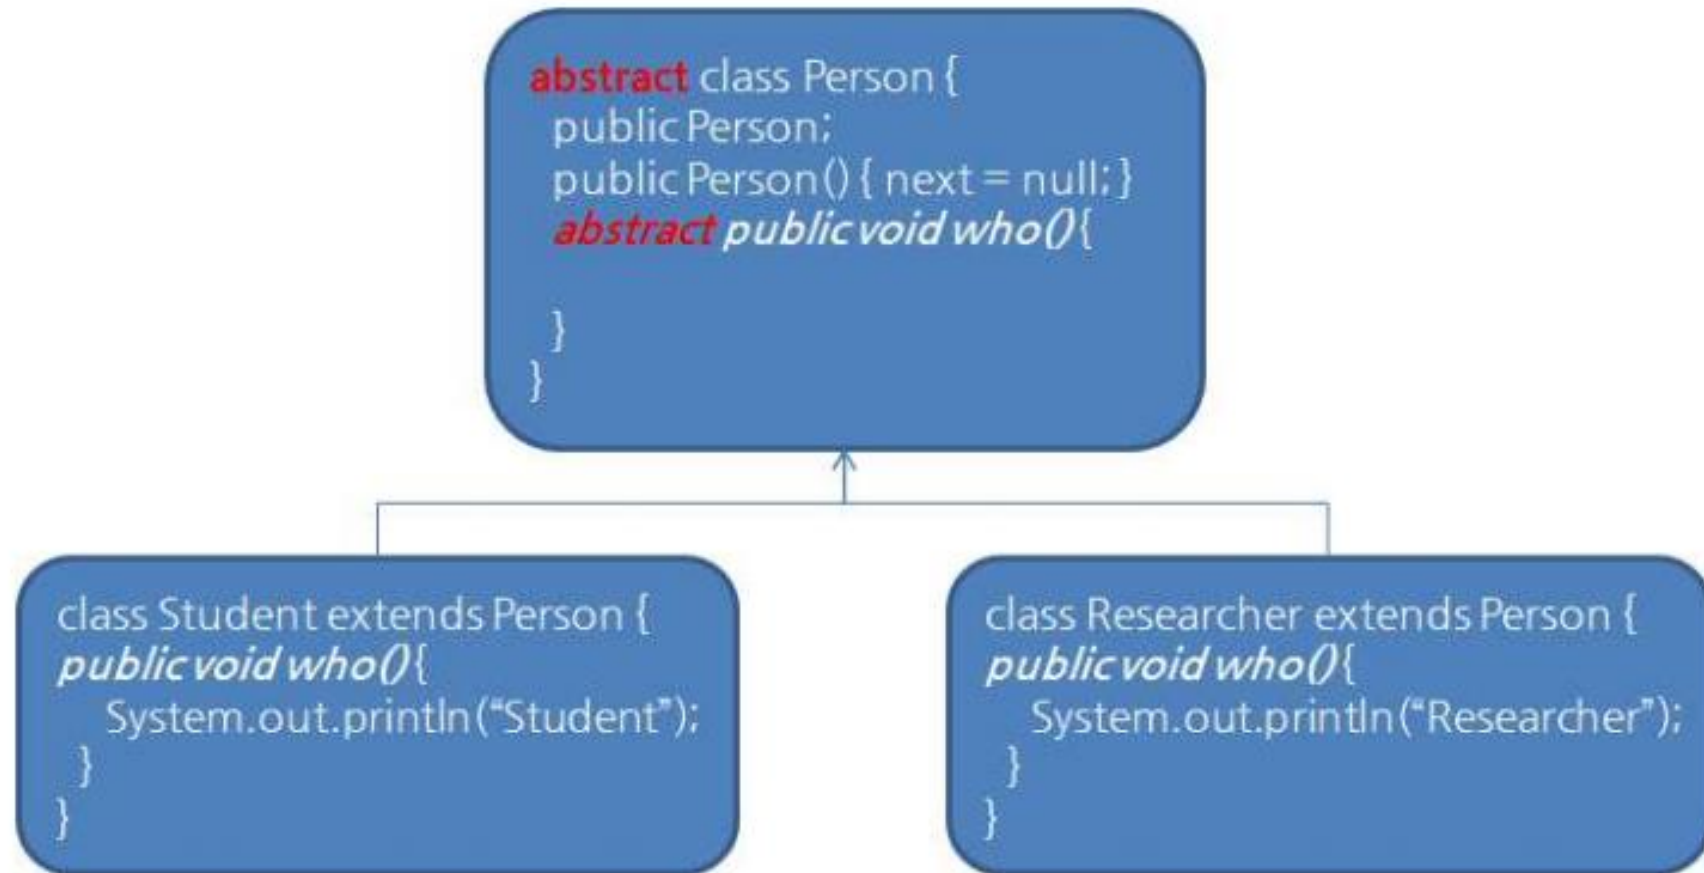 abstract class Person {
public Person;
public Person() { next = null; }
abstract public void who(){
}
}
class Student extends Person {
public void who(){
System.out.println(“Student”);
}
}
class Researcher extends Person {
public void who(){
System.out.println(“Researcher”);
}
}